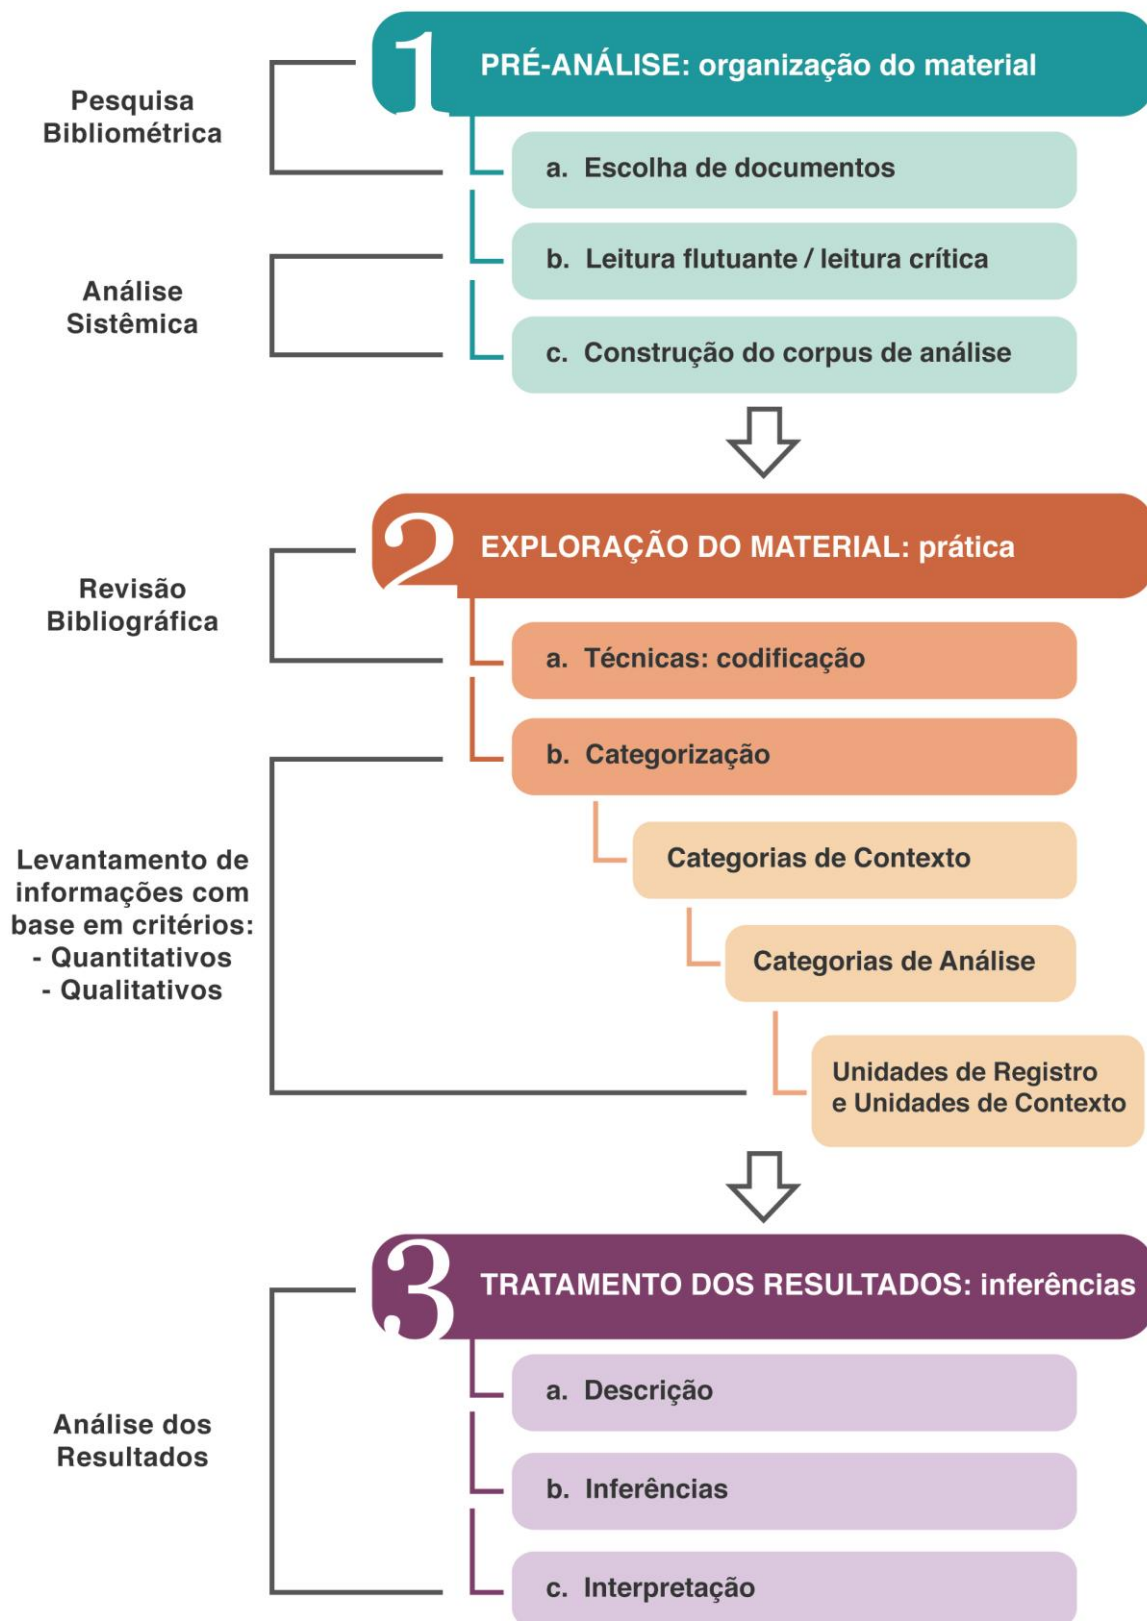 1 PRÉ-ANÁLISE: organização do material
Pesquisa
Bibliométrica
a. Escolha de documentos
b. Leitura flutuante / leitura crítica
Análise
Sistêmica
c. Construção do corpus de análise
2 EXPLORAÇÃO DO MATERIAL: prática
Revisão
Bibliográfica
a. Técnicas: codificação
b. Categorização
Levantamento de
informações com
base em critérios:
- Quantitativos
- Qualitativos
Categorias de Contexto
Categorias de Análise
Unidades de Registro
e Unidades de Contexto
3 TRATAMENTO DOS RESULTADOS: inferências
Análise dos
Resultados
a. Descrição
b. Inferências
c. Interpretação